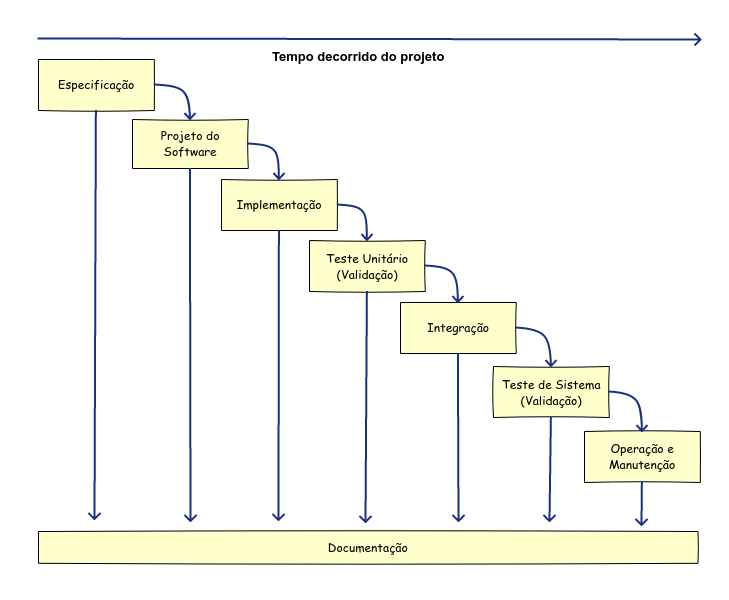 Tempo decorrido do projeto
Especificação
Projeto do
Software
Implementação
Teste Unitário
(Validação)
Integração
Teste de Sistema
(Validação)
Operação e
Manutenção
Documentação